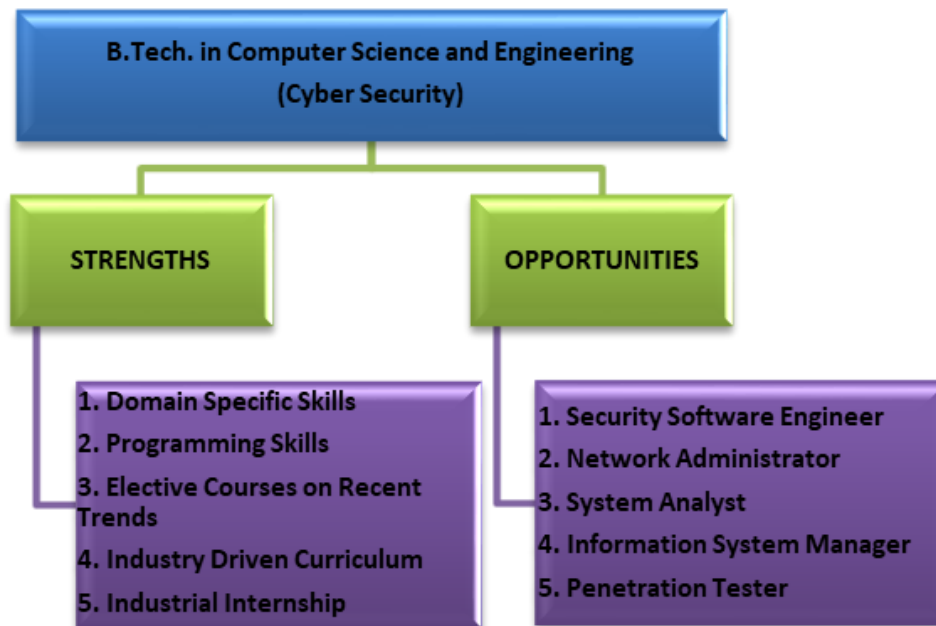 B.Tech. in Computer Science and Engineering
(Cyber Security)
STRENGTHS
OPPORTUNITIES
1. Domain Specific Skills
2. Programming Skills
3. Elective Courses on Recent
Trends
4. Industry Driven Curriculum
5. Industrial Internship
1. Security Software Engineer
2. Network Administrator
3. System Analyst
4. Information System Manager
5. Penetration Tester